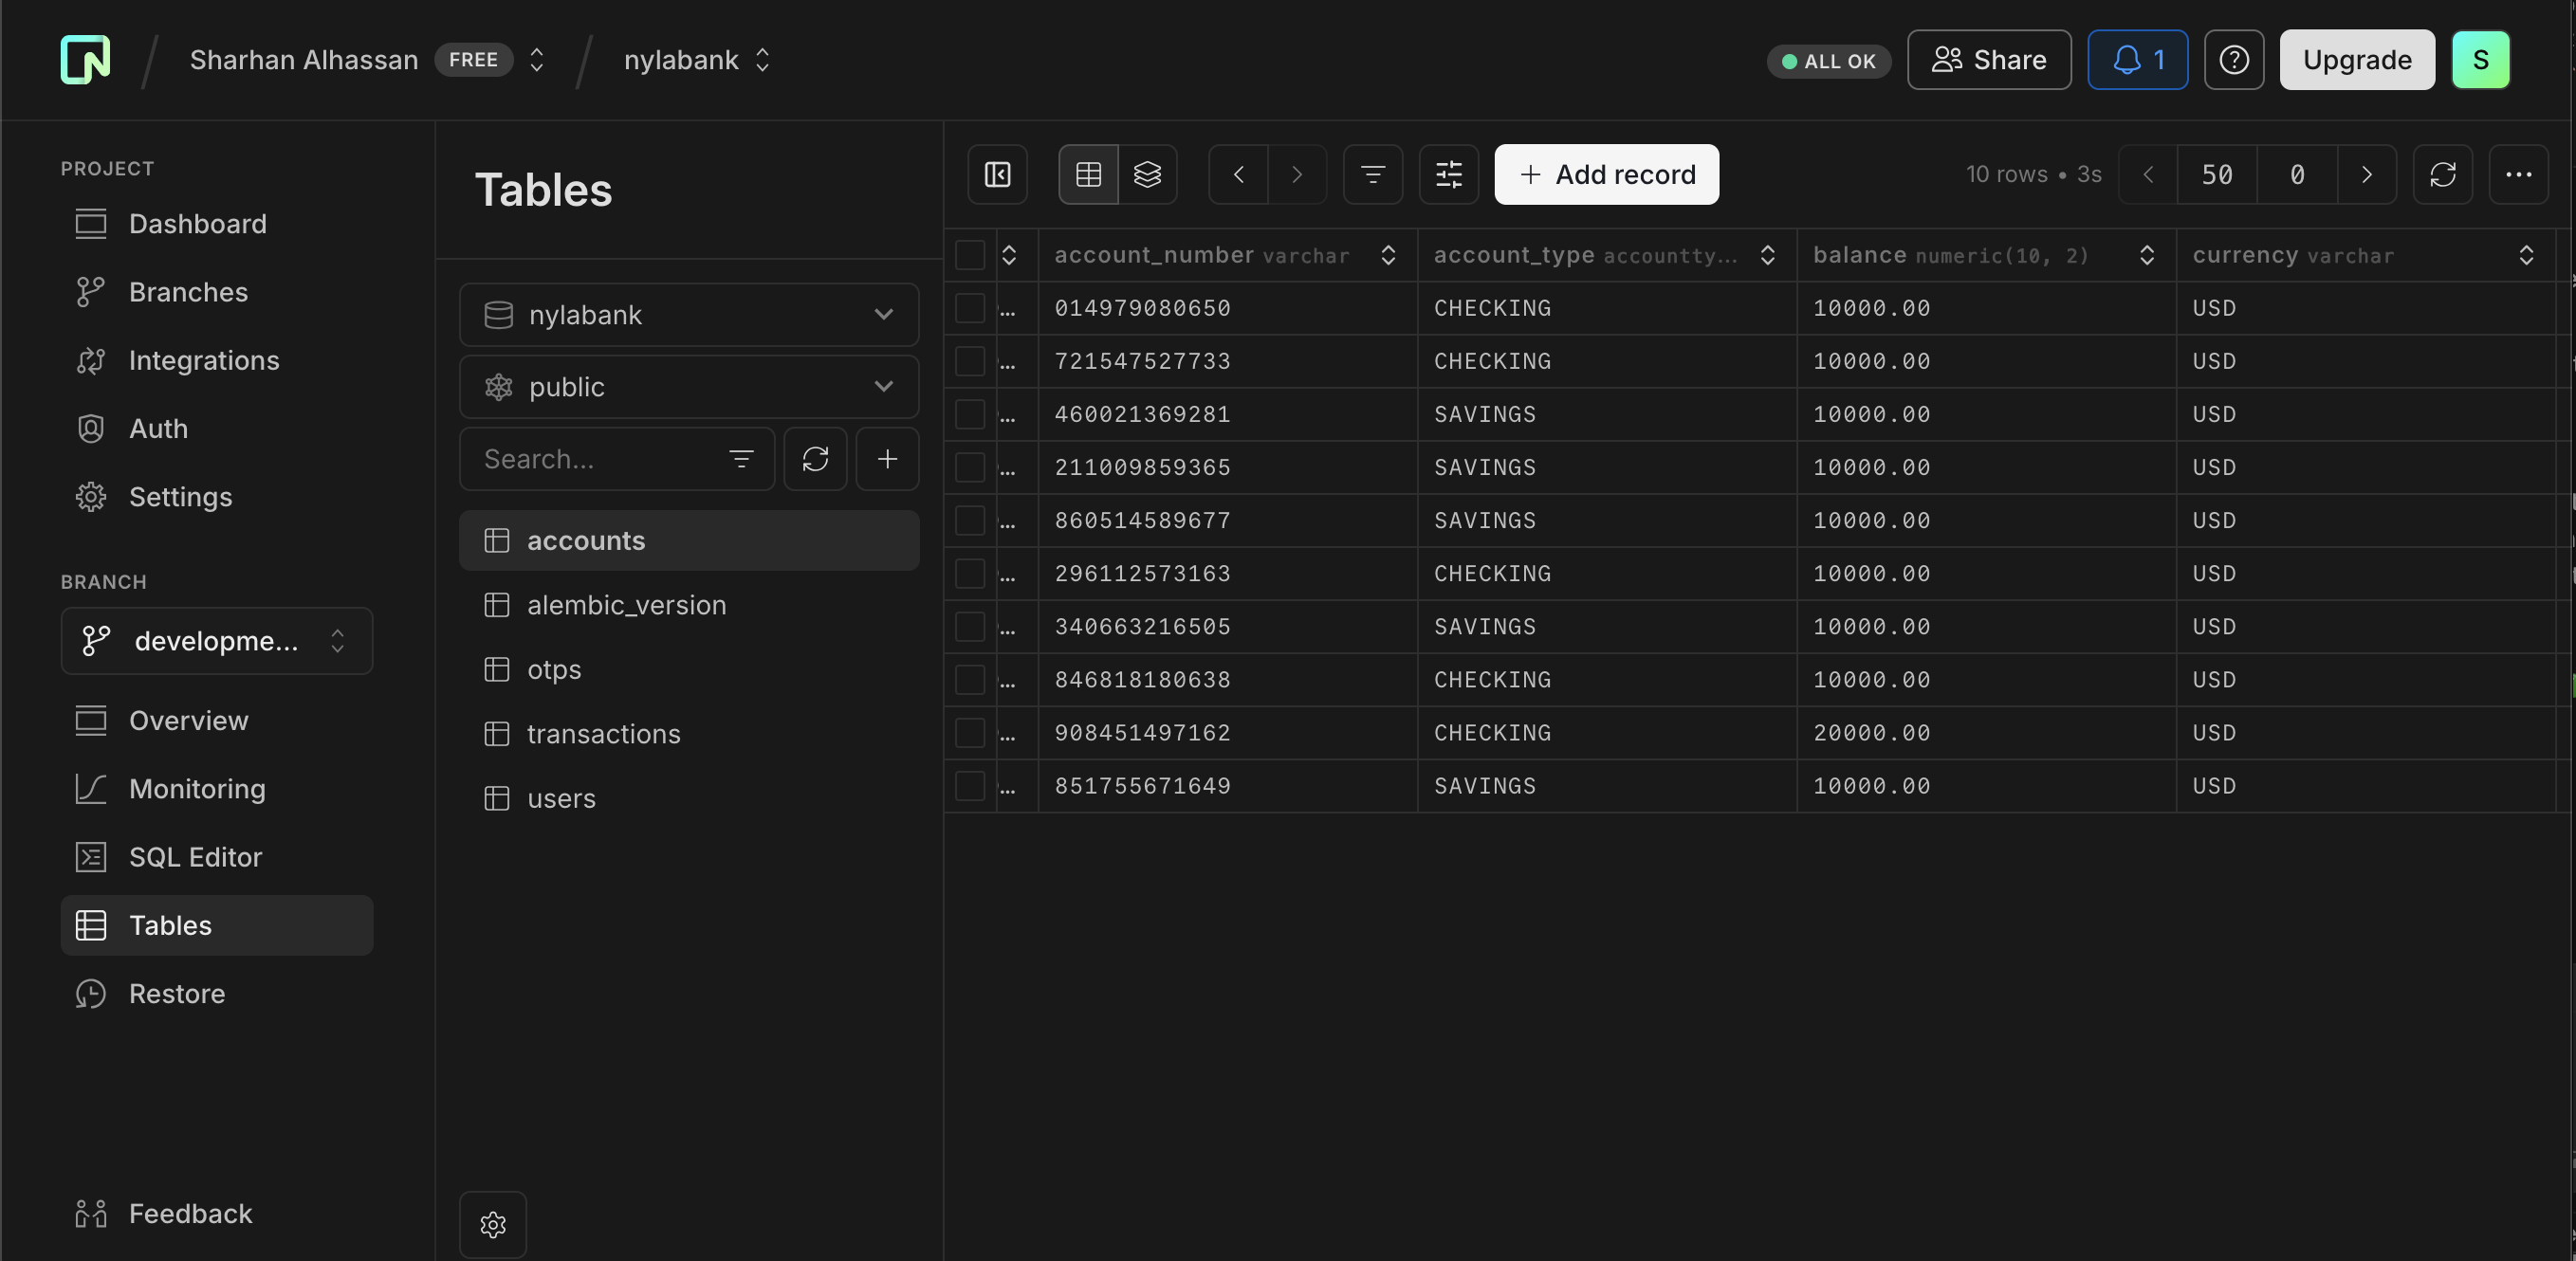 Sharhan Alhassan FREE nylabank ALL OK Share 1 Upgrade S
PROJECT
Dashboard
Branches
Integrations
Auth
Settings
BRANCH
developme...
Overview
Monitoring
SQL Editor
Tables
Restore
Feedback
Tables
nylabank
public
Search...
accounts
alembic_version
otps
transactions
users
Add record 10 rows • 3s 50 0
account_number varchar account_type accountty... balance numeric(10, 2) currency varchar
... 014979080650 CHECKING 10000.00 USD
... 721547527733 CHECKING 10000.00 USD
... 460021369281 SAVINGS 10000.00 USD
... 211009859365 SAVINGS 10000.00 USD
... 860514589677 SAVINGS 10000.00 USD
... 296112573163 CHECKING 10000.00 USD
... 340663216505 SAVINGS 10000.00 USD
... 846818180638 CHECKING 10000.00 USD
... 908451497162 CHECKING 20000.00 USD
... 851755671649 SAVINGS 10000.00 USD